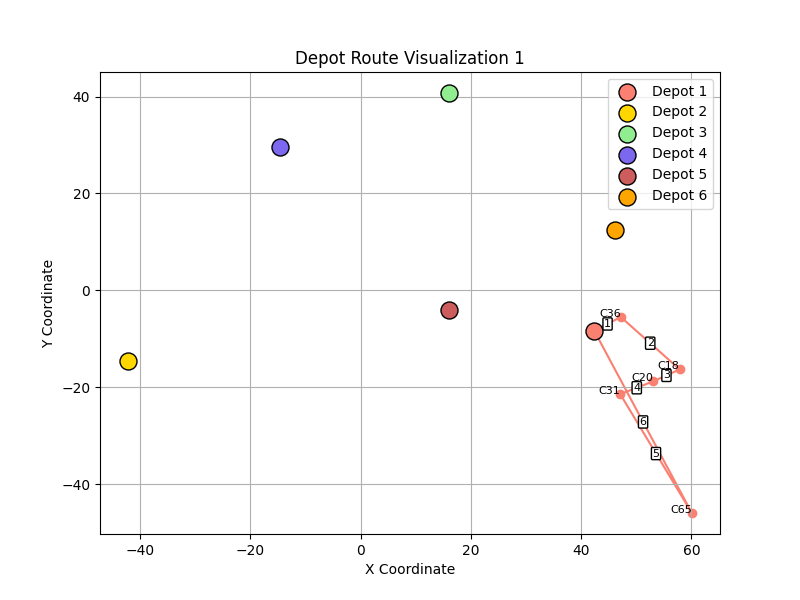 Depot Route Visualization 1
Y Coordinate
40
20
0
−20
−40
Depot 1
Depot 2
Depot 3
Depot 4
Depot 5
Depot 6
C36
1
2
C18
3
C20
4
C31
6
5
C65
−40
−20
0
20
40
60
X Coordinate